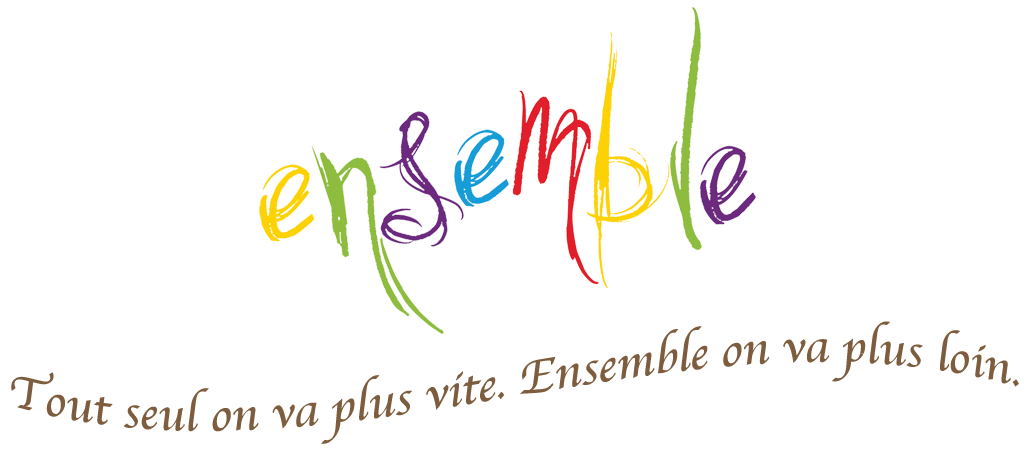 ensemble
Tout seul on va plus vite. Ensemble on va plus loin.